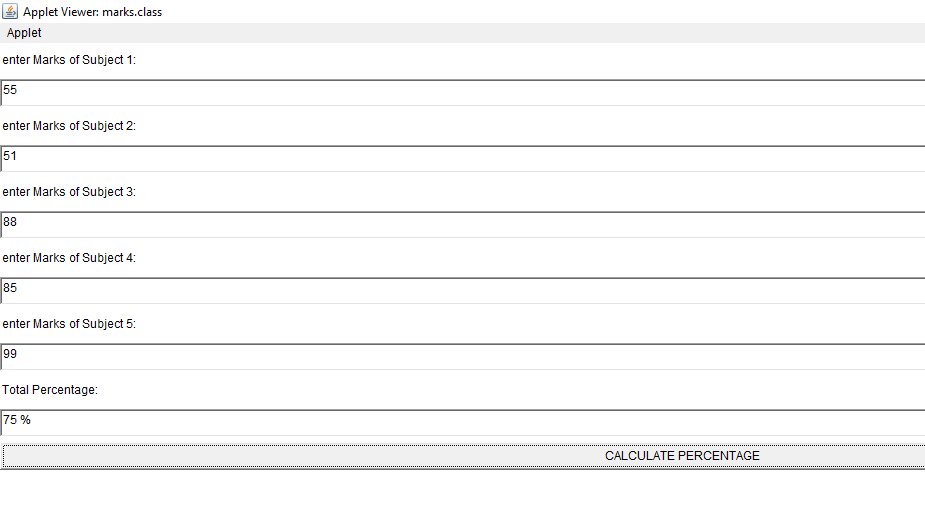 Applet Viewer: marks.class
Applet
enter Marks of Subject 1:
55
enter Marks of Subject 2:
51
enter Marks of Subject 3:
88
enter Marks of Subject 4:
85
enter Marks of Subject 5:
99
Total Percentage:
75 %
CALCULATE PERCENTAGE